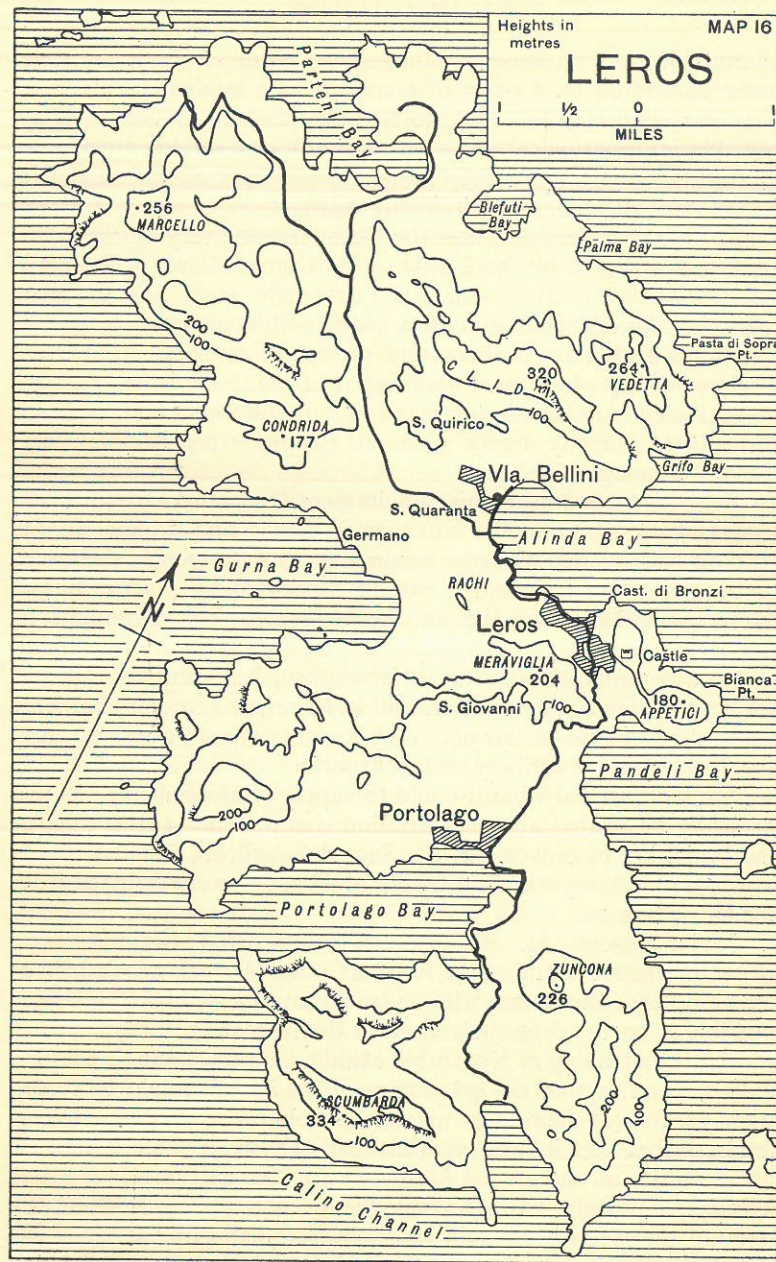 Heights in
metres
MAP 16
LEROS
1 ½ 0 1
MILES
Parteni Bay
256
MARCELLO
Blefuti
Bay
Palma Bay
200
100
Pasta di Sopra
Pt.
CLIDI
320
264
VEDETTA
100
S. Quirico
CONDRIDA
177
Grifo Bay
Vla. Bellini
S. Quaranta
Germano
Alinda Bay
Gurna Bay
N
RACHI
Cast. di Bronzi
Leros
Castle
MERAVIGLIA
204
Bianca
Pt.
180
APPETICI
S. Giovanni
100
Pandeli Bay
200
100
Portolago
Portolago Bay
ZUNCONA
226
SCUMBARDA
334
100
200
100
Calino Channel